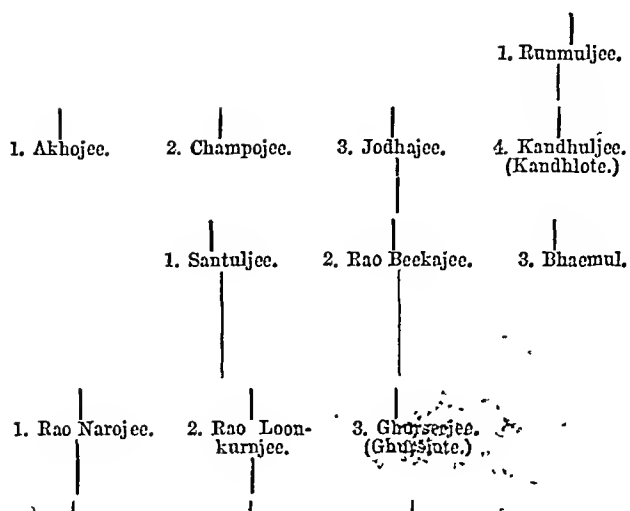 1. Runmuljee.
1. Akhojee. 2. Champojee. 3. Jodhajee. 4. Kandhuljee.
(Kandhlote.)
1. Santuljee. 2. Rao Beekajee. 3. Bhaemul.
1. Rao Narojee. 2. Rao Loon- 3. Ghurserjee.
kurnjee.